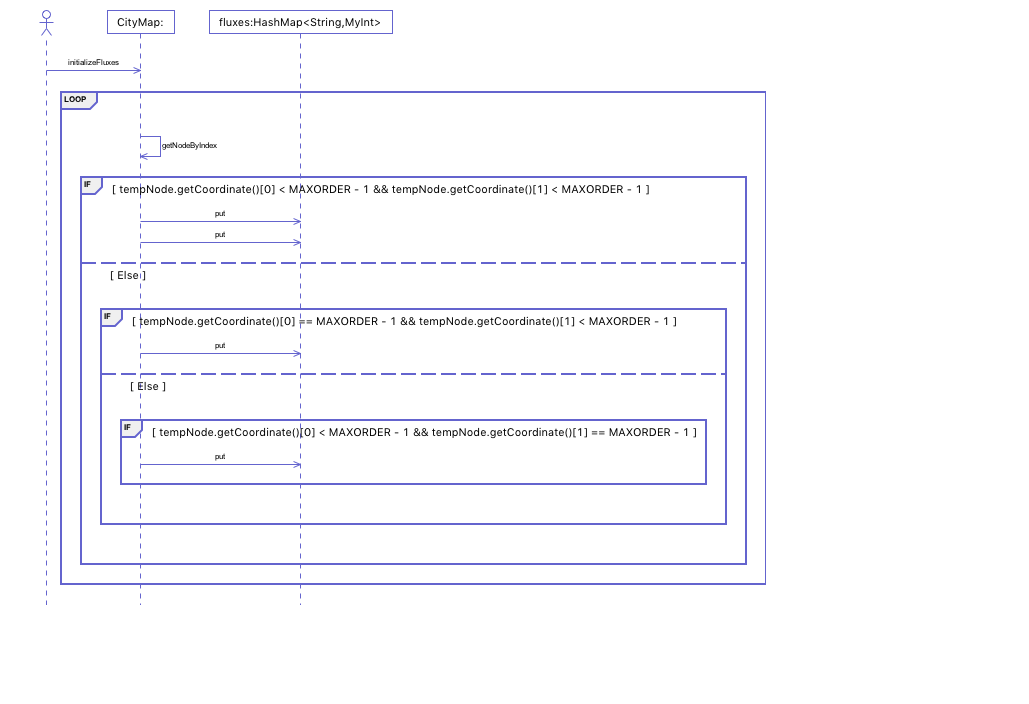 CityMap:
fluxes:HashMap<String,MyInt>
initializeFluxes
LOOP
getNodeByIndex
IF
[ tempNode.getCoordinate()[0] < MAXORDER - 1 && tempNode.getCoordinate()[1] < MAXORDER - 1 ]
put
put
[ Else ]
IF
[ tempNode.getCoordinate()[0] == MAXORDER - 1 && tempNode.getCoordinate()[1] < MAXORDER - 1 ]
put
[ Else ]
IF
[ tempNode.getCoordinate()[0] < MAXORDER - 1 && tempNode.getCoordinate()[1] == MAXORDER - 1 ]
put